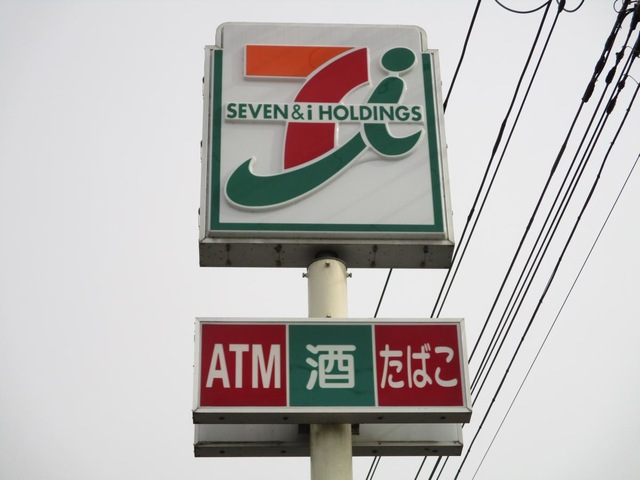 SEVEN & i HOLDINGS
ATM 酒 たばこ